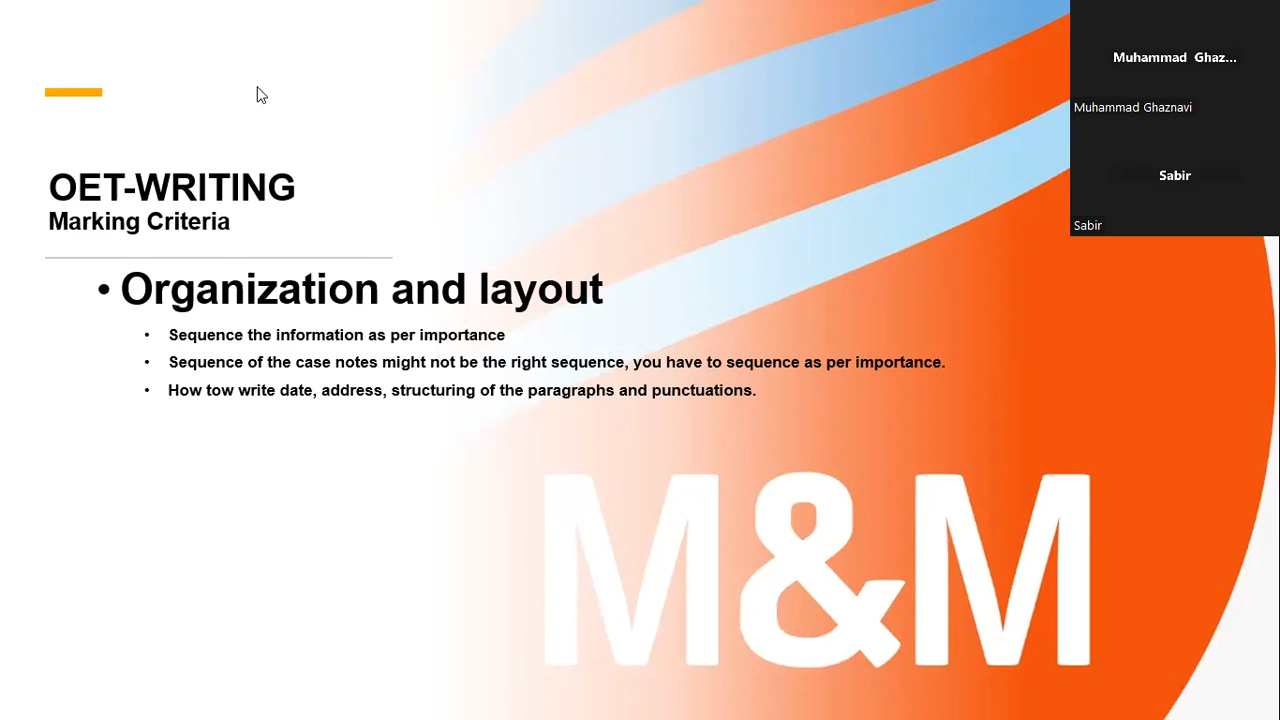 Muhammad Ghaz...
Muhammad Ghaznavi
Sabir
Sabir
OET-WRITING
Marking Criteria
• Organization and layout
• Sequence the information as per importance
• Sequence of the case notes might not be the right sequence, you have to sequence as per importance.
• How tow write date, address, structuring of the paragraphs and punctuations.
M&M